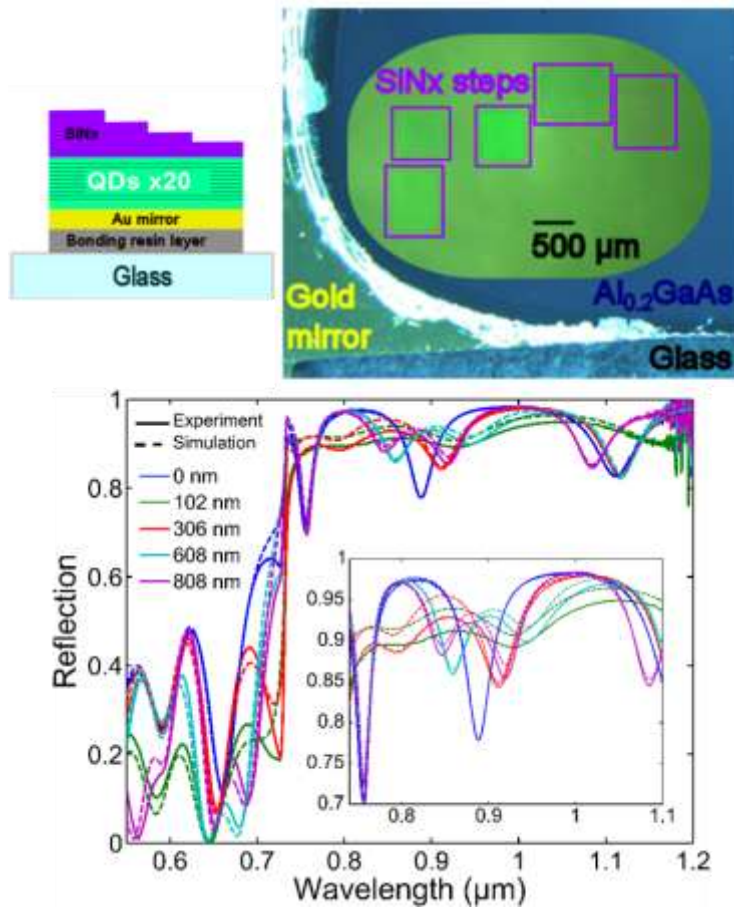 SiNx
QDs x20
Au mirror
Bonding resin layer
Glass
SiNx steps
500 µm
Gold
mirror
Al0.2GaAs
Glass
1
0.8
0.6
0.4
0.2
0
Reflection
Experiment
Simulation
0 nm
102 nm
306 nm
608 nm
808 nm
1
0.95
0.9
0.85
0.8
0.75
0.7
0.8
0.9
1
1.1
0.6
0.7
0.8
0.9
1
1.1
1.2
Wavelength (µm)